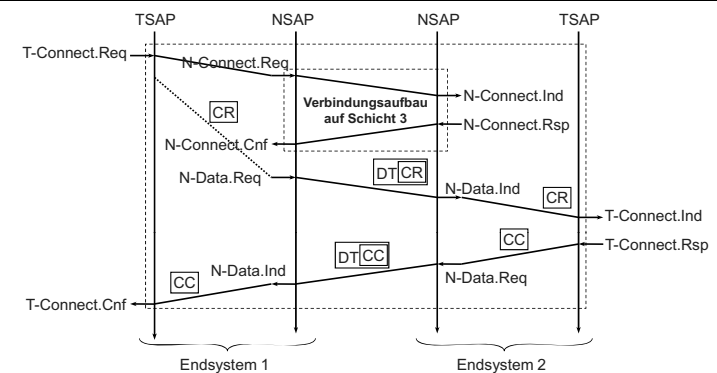 TSAP NSAP NSAP TSAP
T-Connect.Req
N-Connect.Req
Verbindungsaufbau
auf Schicht 3
N-Connect.Ind
CR
N-Connect.Rsp
N-Connect.Cnf
N-Data.Req
DT CR
N-Data.Ind
CR
T-Connect.Ind
CC
T-Connect.Rsp
DT CC
N-Data.Ind
N-Data.Req
CC
T-Connect.Cnf
Endsystem 1 Endsystem 2